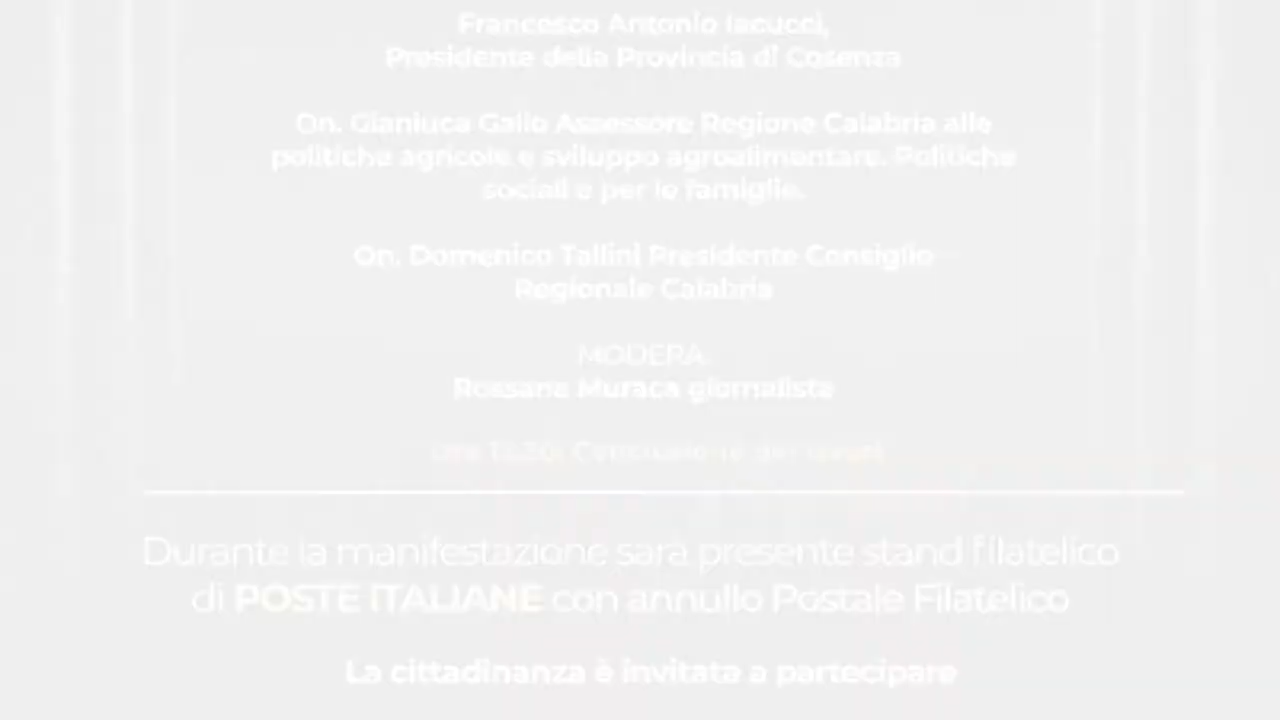 Francesco Antonio Iacucci,
Presidente della Provincia di Cosenza
On. Gianluca Gallo Assessore Regione Calabria alle
politiche agricole e sviluppo agroalimentare. Politiche
sociali e per le famiglie.
On. Domenico Tallini Presidente Consiglio
Regionale Calabria
MODERA:
Rossana Muraca giornalista
Durante la manifestazione sarà presente stand filatelico
di POSTE ITALIANE con annullo Postale Filatelico
La cittadinanza è invitata a partecipare